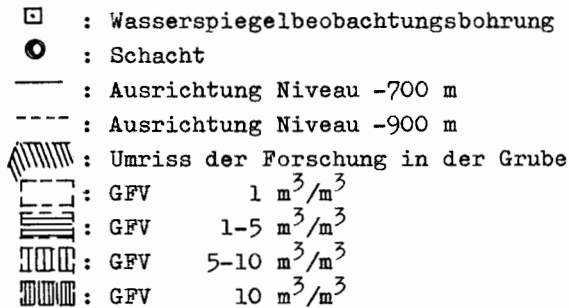 : Wasserspiegelbeobachtungsbohrung
: Schacht
: Ausrichtung Niveau -700 m
: Ausrichtung Niveau -900 m
: Umriss der Forschung in der Grube
: GFV 1 m³/m³
: GFV 1-5 m³/m³
: GFV 5-10 m³/m³
: GFV 10 m³/m³